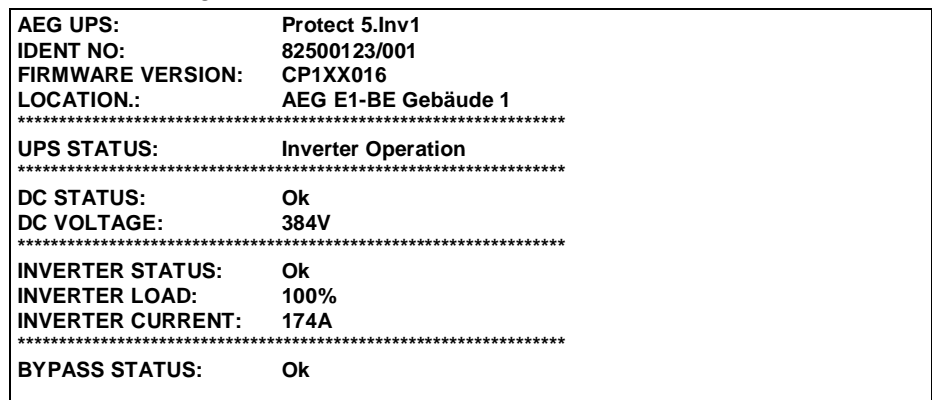 AEG UPS: Protect 5.Inv1
IDENT NO: 82500123/001
FIRMWARE VERSION: CP1XX016
LOCATION.: AEG E1-BE Gebäude 1
******************************************************************
UPS STATUS: Inverter Operation
******************************************************************
DC STATUS: Ok
DC VOLTAGE: 384V
******************************************************************
INVERTER STATUS: Ok
INVERTER LOAD: 100%
INVERTER CURRENT: 174A
******************************************************************
BYPASS STATUS: Ok